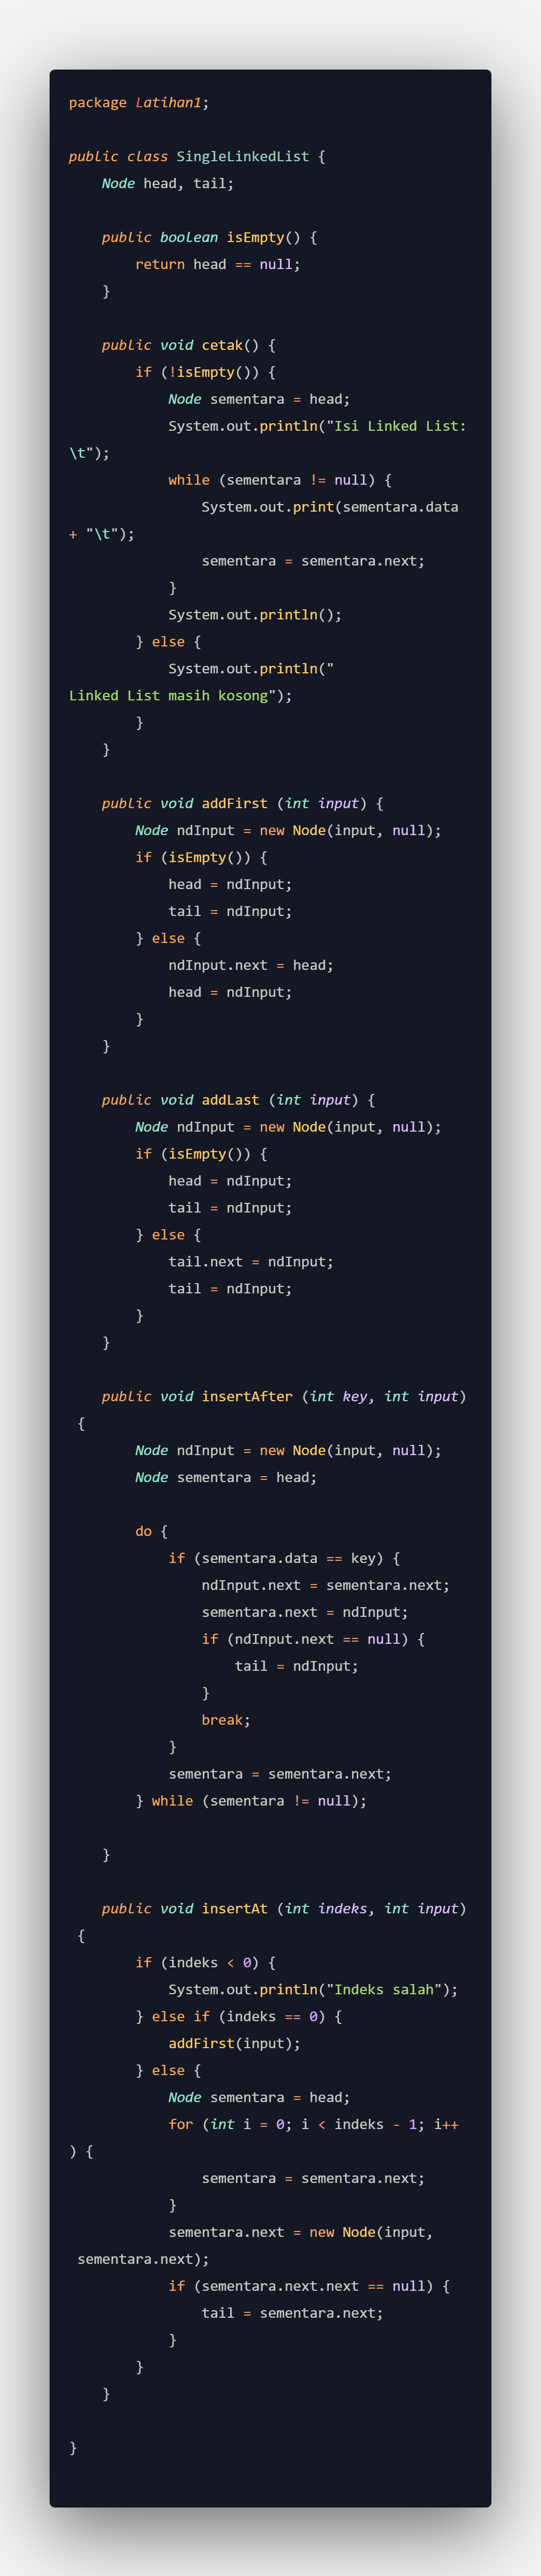 package Latihan1;

public class SingleLinkedList {
    Node head, tail;

    public boolean isEmpty() {
        return head == null;
    }

    public void cetak() {
        if (!isEmpty()) {
            Node sementara = head;
            System.out.println("Isi Linked List:
\t");
            while (sementara != null) {
                System.out.print(sementara.data
+ "\t");
                sementara = sementara.next;
            }
            System.out.println();
        } else {
            System.out.println("
Linked List masih kosong");
        }
    }

    public void addFirst (int input) {
        Node ndInput = new Node(input, null);
        if (isEmpty()) {
            head = ndInput;
            tail = ndInput;
        } else {
            ndInput.next = head;
            head = ndInput;
        }
    }

    public void addLast (int input) {
        Node ndInput = new Node(input, null);
        if (isEmpty()) {
            head = ndInput;
            tail = ndInput;
        } else {
            tail.next = ndInput;
            tail = ndInput;
        }
    }

    public void insertAfter (int key, int input)
 {
        Node ndInput = new Node(input, null);
        Node sementara = head;

        do {
            if (sementara.data == key) {
                ndInput.next = sementara.next;
                sementara.next = ndInput;
                if (ndInput.next == null) {
                    tail = ndInput;
                }
                break;
            }
            sementara = sementara.next;
        } while (sementara != null);

    }

    public void insertAt (int indeks, int input)
 {
        if (indeks < 0) {
            System.out.println("Indeks salah");
        } else if (indeks == 0) {
            addFirst(input);
        } else {
            Node sementara = head;
            for (int i = 0; i < indeks - 1; i++
) {
                sementara = sementara.next;
            }
            sementara.next = new Node(input,
 sementara.next);
            if (sementara.next.next == null) {
                tail = sementara.next;
            }
        }
    }

}